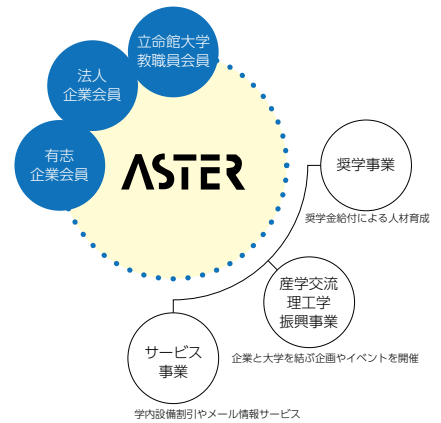 立命館大学
教職員会員
法人
企業会員
有志
企業会員
ASTER
奨学事業
奨学金給付による人材育成
産学交流
理工学
振興事業
企業と大学を結ぶ企画やイベントを開催
サービス
事業
学内設備割引やメール情報サービス